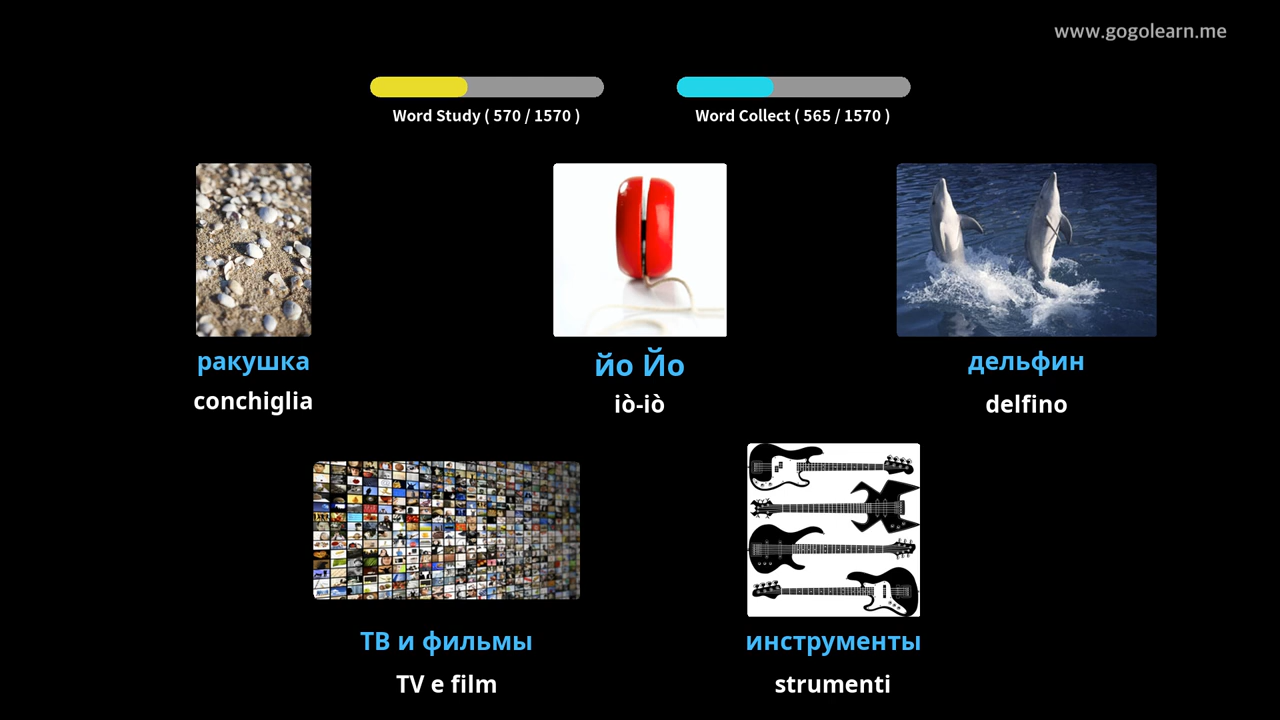 www.gogolearn.me
Word Study ( 570 / 1570 )
Word Collect ( 565 / 1570 )
ракушка
conchiglia
йо Йо
iò-iò
дельфин
delfino
ТВ и фильмы
TV e film
инструменты
strumenti